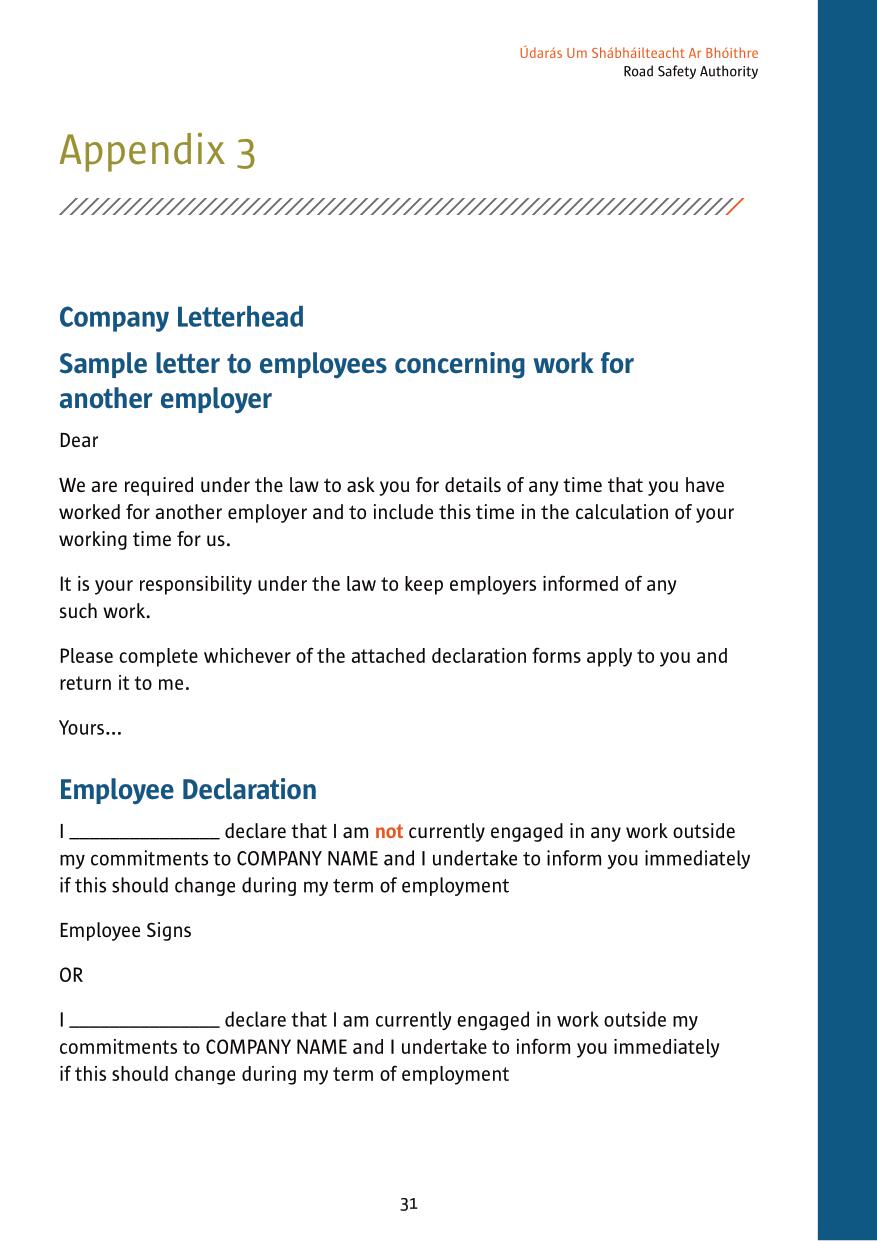 Údarás Um Shábháilteacht Ar Bhóithre
Road Safety Authority
Appendix 3
Company Letterhead
Sample letter to employees concerning work for
another employer
Dear
We are required under the law to ask you for details of any time that you have
worked for another employer and to include this time in the calculation of your
working time for us.
It is your responsibility under the law to keep employers informed of any
such work.
Please complete whichever of the attached declaration forms apply to you and
return it to me.
Yours...
Employee Declaration
I _______________ declare that I am not currently engaged in any work outside
my commitments to COMPANY NAME and I undertake to inform you immediately
if this should change during my term of employment
Employee Signs
OR
I _______________ declare that I am currently engaged in work outside my
commitments to COMPANY NAME and I undertake to inform you immediately
if this should change during my term of employment
31